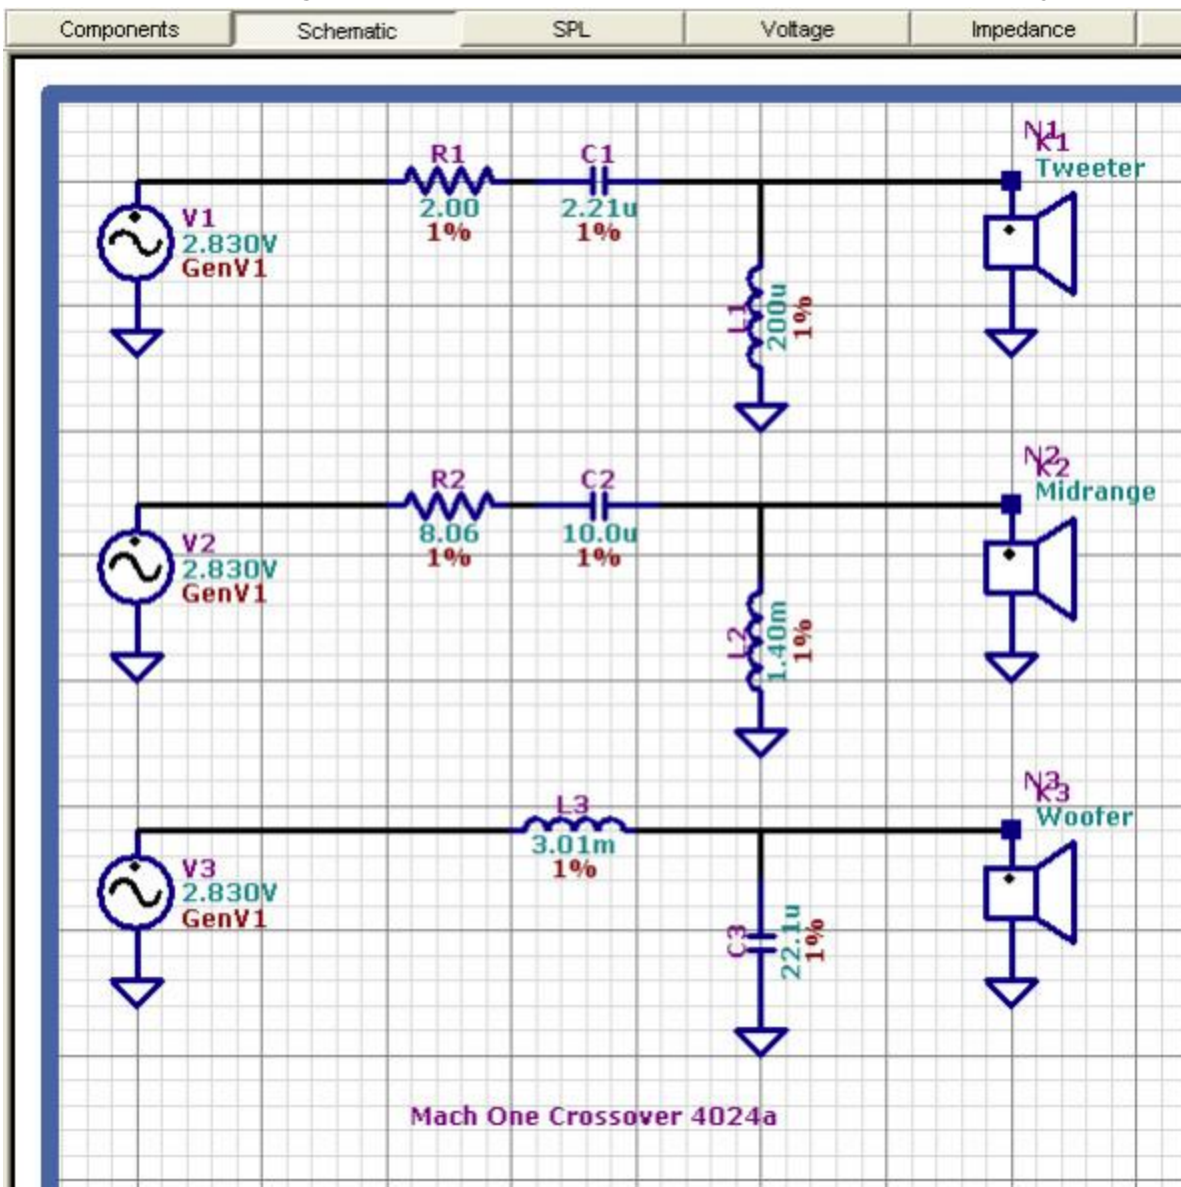 Components Schematic SPL Voltage Impedance
N1
K1
Tweeter
R1
2.00
1%
C1
2.21u
1%
V1
2.830V
GenV1
L1
200u
1%
N2
K2
Midrange
R2
8.06
1%
C2
10.0u
1%
V2
2.830V
GenV1
L2
1.40m
1%
N3
K3
Woofer
L3
3.01m
1%
V3
2.830V
GenV1
C3
22.1u
1%
Mach One Crossover 4024a